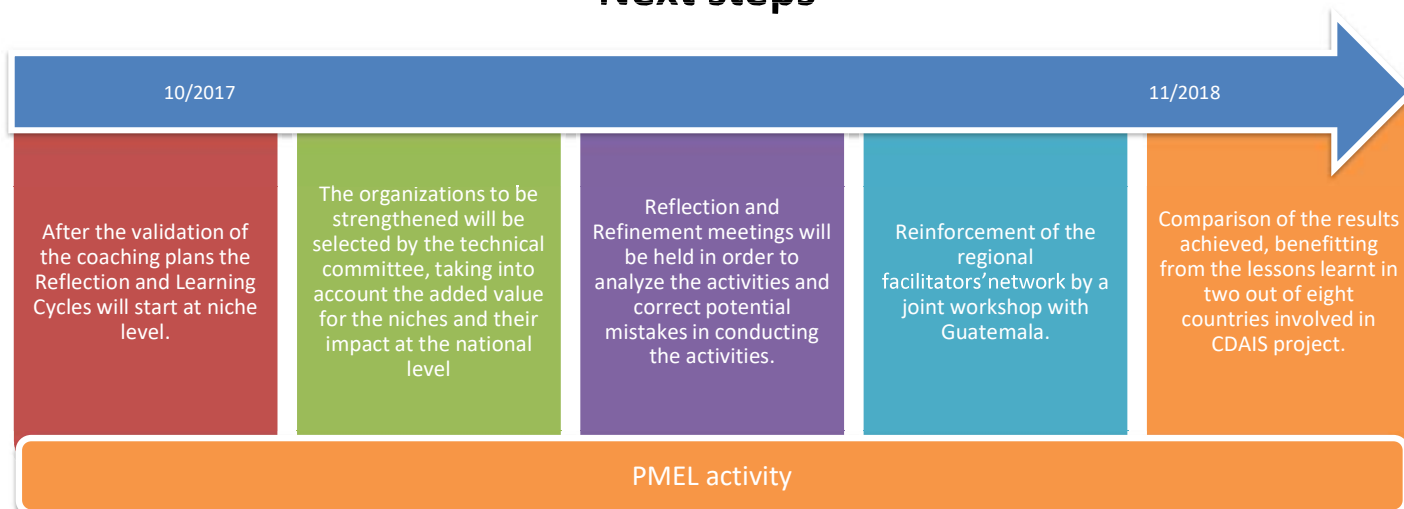 Next steps
10/2017
11/2018
After the validation of
the coaching plans the
Reflection and Learning
Cycles will start at niche
level.
The organizations to be
strengthened will be
selected by the technical
committee, taking into
account the added value
for the niches and their
impact at the national
level
Reflection and
Refinement meetings will
be held in order to
analyze the activities and
correct potential
mistakes in conducting
the activities.
Reinforcement of the
regional
facilitators’network by a
joint workshop with
Guatemala.
Comparison of the results
achieved, benefitting
from the lessons learnt in
two out of eight
countries involved in
CDAIS project.
PMEL activity